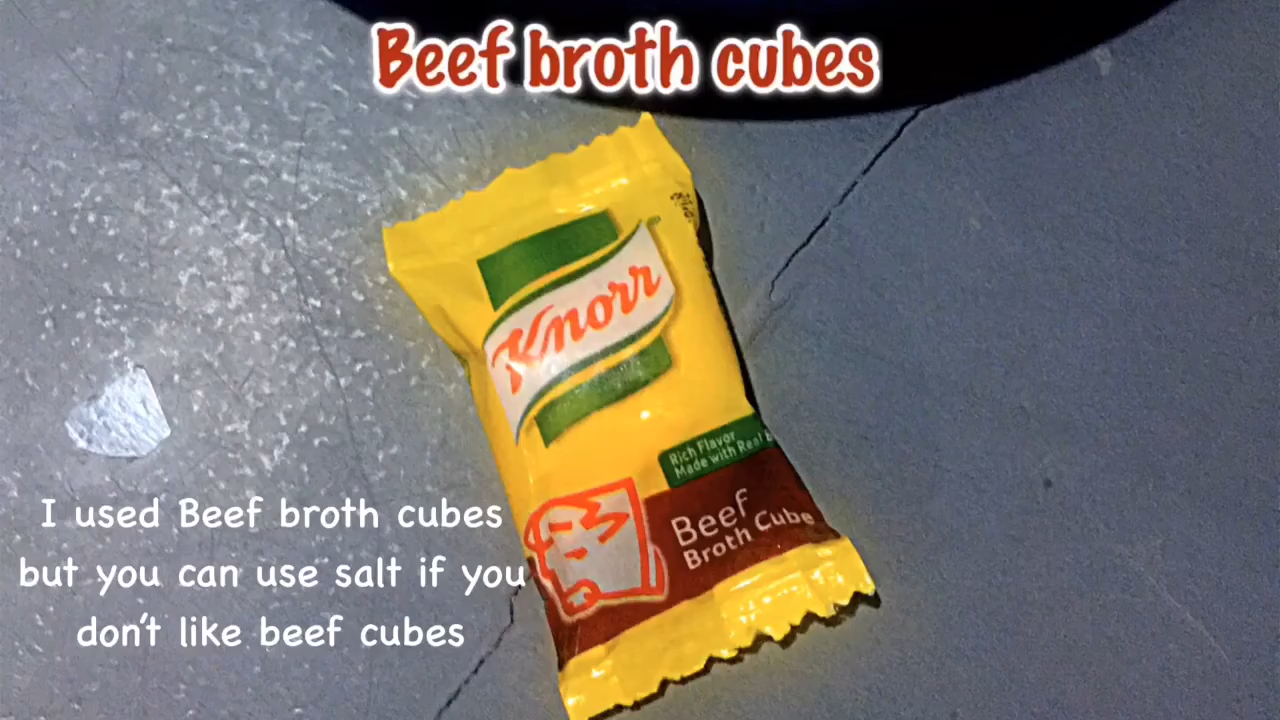 Beef broth cubes
Knorr
Rich Flavor
Made with Real
Beef
Broth Cube
I used Beef broth cubes
but you can use salt if you
don't like beef cubes